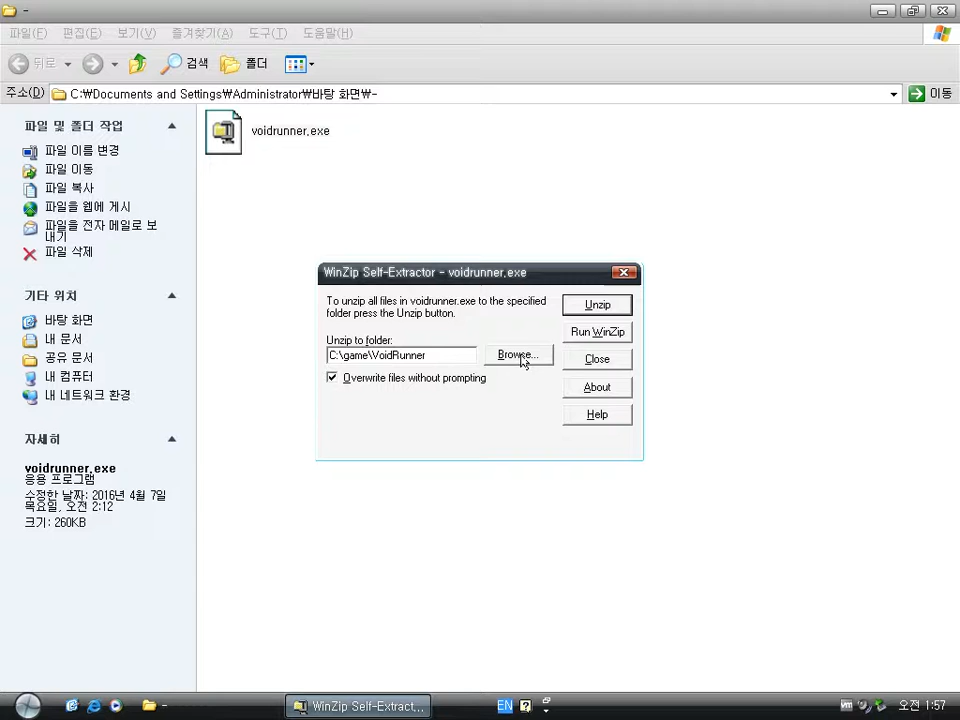 -
파일(F) 편집(E) 보기(V) 즐겨찾기(A) 도구(T) 도움말(H)
뒤로 검색 폴더
주소(D) C:₩Documents and Settings₩Administrator₩바탕 화면₩- 이동
파일 및 폴더 작업
파일 이름 변경
파일 이동
파일 복사
파일을 웹에 게시
파일을 전자 메일로 보
내기
파일 삭제
기타 위치
바탕 화면
내 문서
공유 문서
내 컴퓨터
내 네트워크 환경
자세히
voidrunner.exe
응용 프로그램
수정한 날짜: 2016년 4월 7일
목요일, 오전 2:12
크기: 260KB
voidrunner.exe
WinZip Self-Extractor - voidrunner.exe
To unzip all files in voidrunner.exe to the specified
folder press the Unzip button.
Unzip to folder:
C:\game\VoidRunner
Browse...
Overwrite files without prompting
Unzip
Run WinZip
Close
About
Help
-
WinZip Self-Extract...
EN
vm
오전 1:57